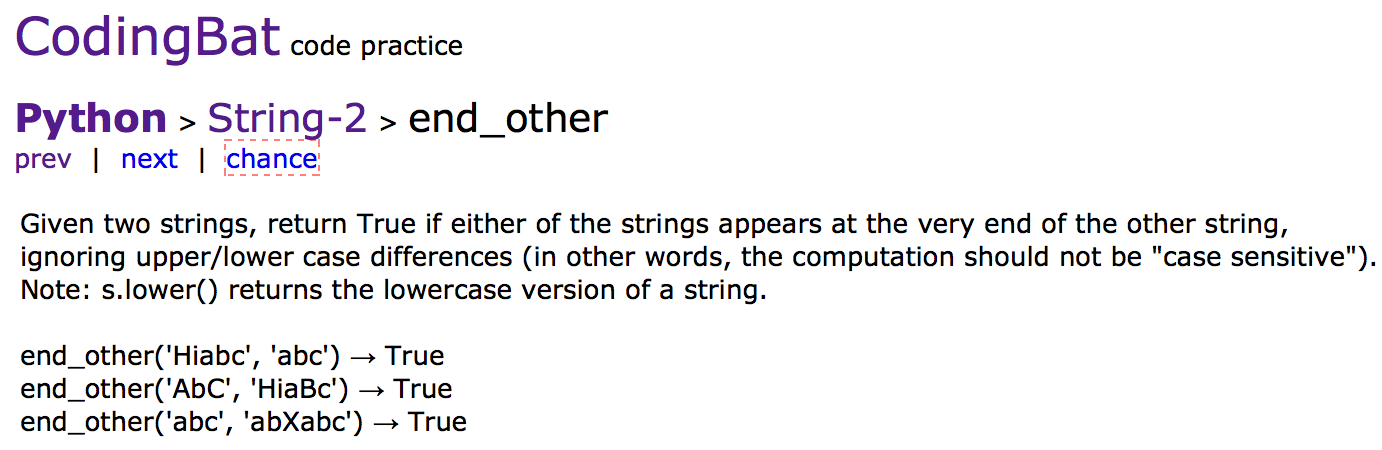 CodingBat code practice
Python > String-2 > end_other
prev | next | chance
Given two strings, return True if either of the strings appears at the very end of the other string,
ignoring upper/lower case differences (in other words, the computation should not be "case sensitive").
Note: s.lower() returns the lowercase version of a string.
end_other('Hiabc', 'abc') → True
end_other('AbC', 'HiaBc') → True
end_other('abc', 'abXabc') → True